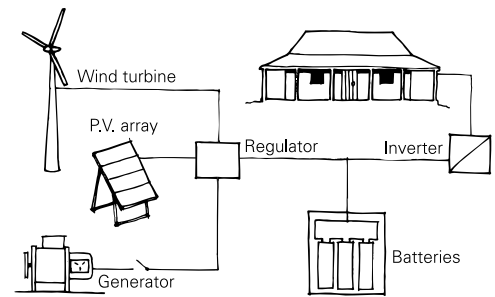 Wind turbine
P.V. array
Regulator
Inverter
Batteries
Generator